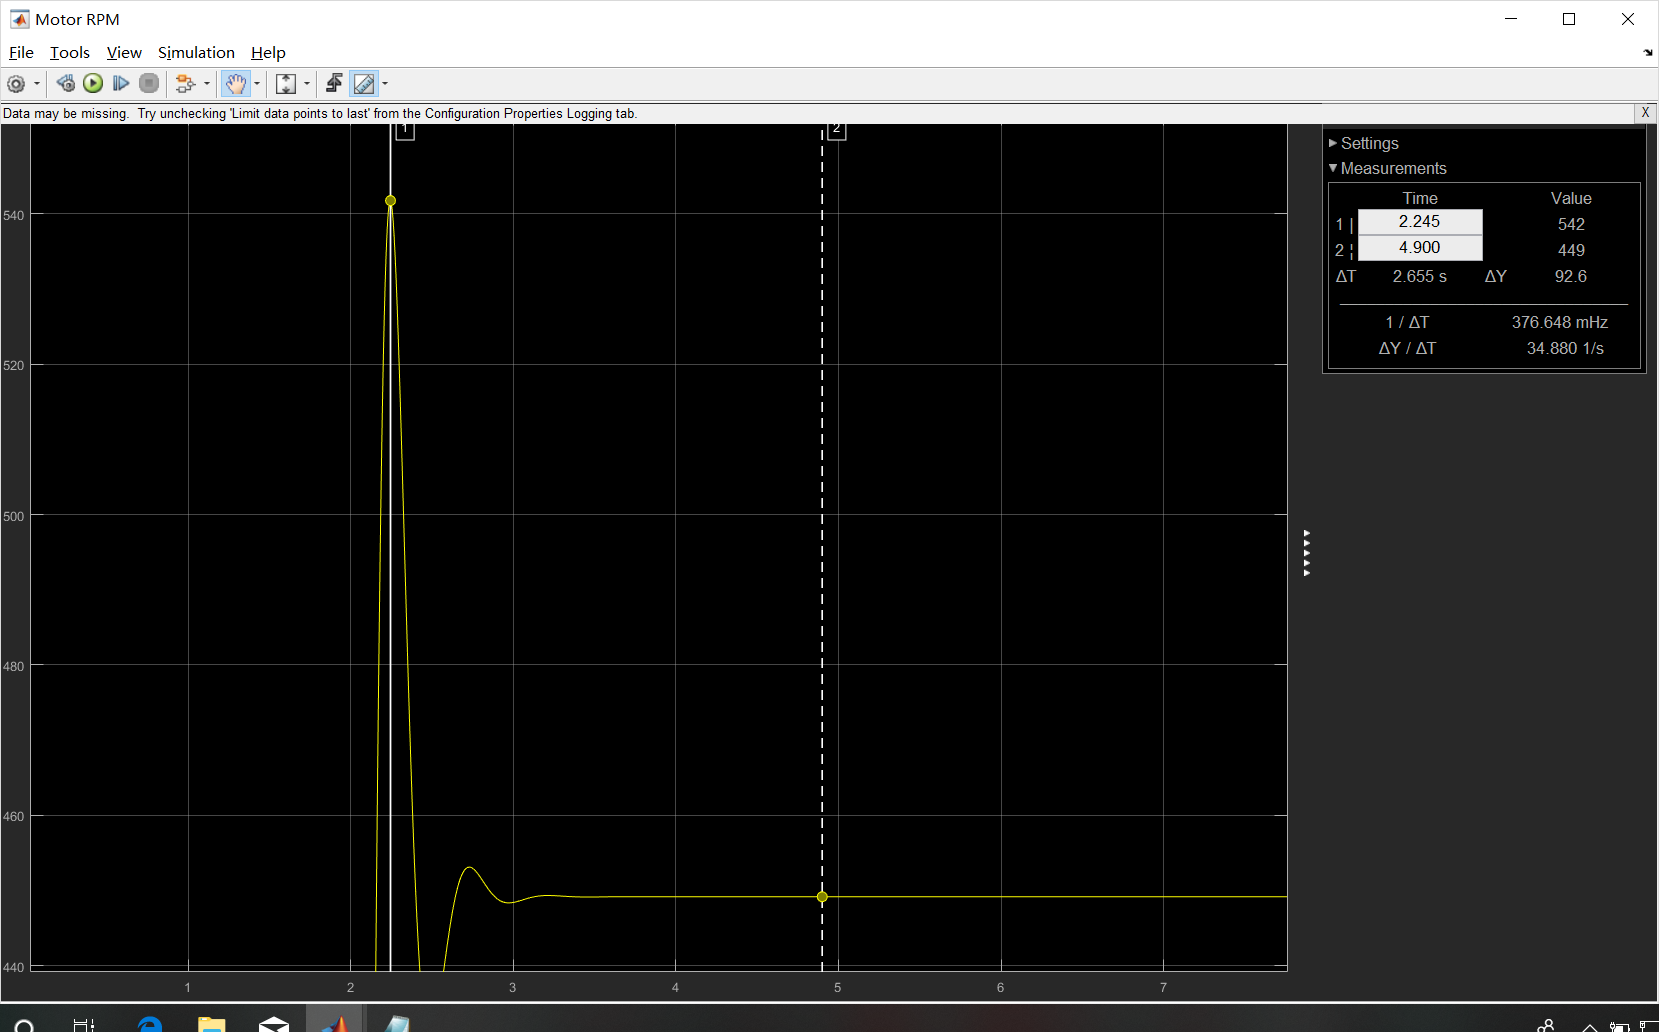 Motor RPM
File Tools View Simulation Help
Data may be missing.  Try unchecking 'Limit data points to last' from the Configuration Properties Logging tab.
X
1
2
540
520
500
480
460
440
1 2 3 4 5 6 7
Settings
Measurements
Time Value
1 | 2.245 542
2 ¦ 4.900 449
ΔT 2.655 s ΔY 92.6
1 / ΔT 376.648 mHz
ΔY / ΔT 34.880 1/s